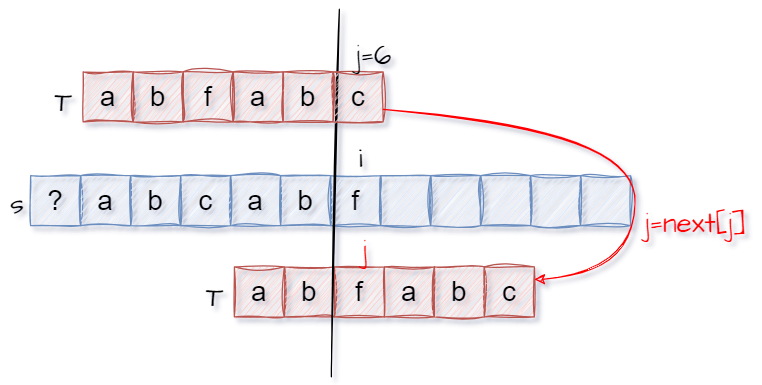 j=6
T a b f a b c
i
s ? a b c a b f
j=next[j]
j
T a b f a b c